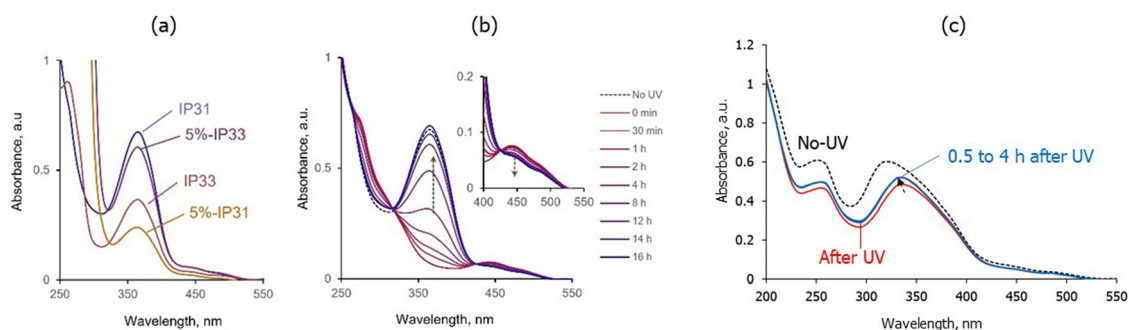 (a)
(b)
(c)
Absorbance, a.u
1
0.5
0
250
350
450
550
Wavelength, nm
IP31
5%-IP33
IP33
5%-IP31
Absorbance, a.u.
1
0.5
0
250
350
450
550
Wavelength, nm
0.2
0.1
0
400
450
500
550
No UV
0 min
30 min
1 h
2 h
4 h
8 h
12 h
14 h
16 h
Absorbance, a.u.
1.2
1
0.8
0.6
0.4
0.2
0
200
250
300
350
400
450
500
550
Wavelength, nm
No-UV
0.5 to 4 h after UV
After UV